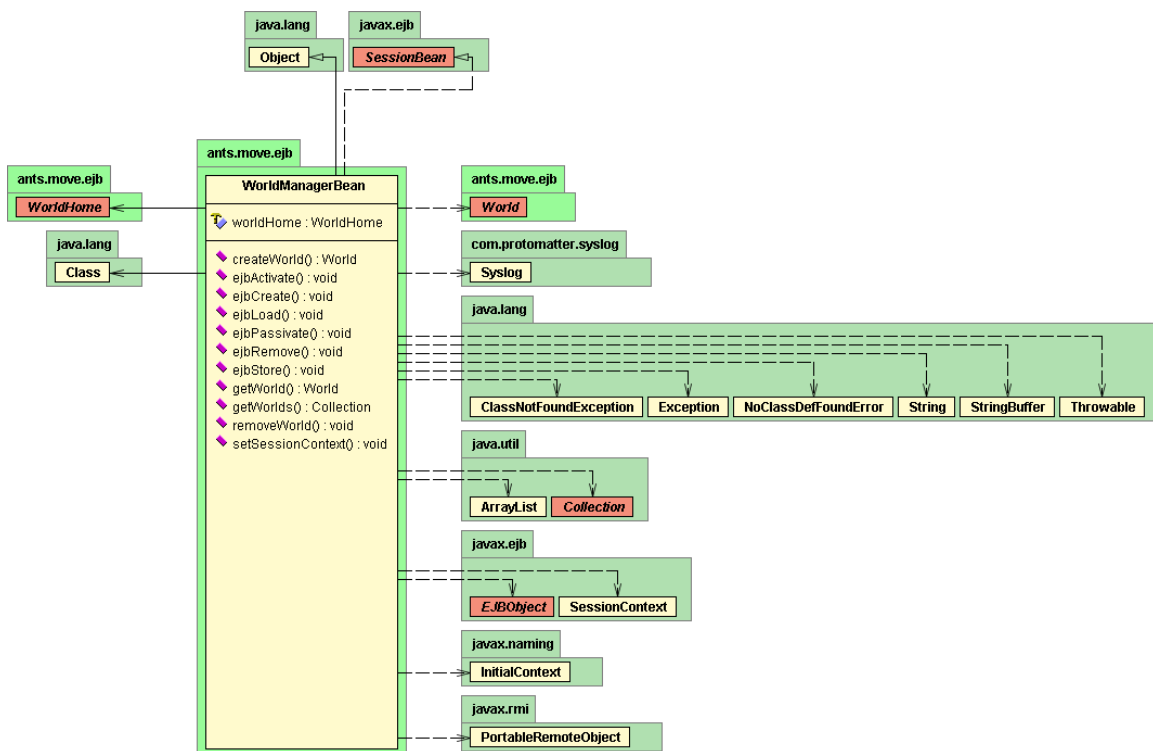 java.lang
Object
javax.ejb
SessionBean
ants.move.ejb
WorldHome
java.lang
Class
ants.move.ejb
WorldManagerBean
worldHome : WorldHome
createWorld() : World
ejbActivate() : void
ejbCreate() : void
ejbLoad() : void
ejbPassivate() : void
ejbRemove() : void
ejbStore() : void
getWorld() : World
getWorlds() : Collection
removeWorld() : void
setSessionContext() : void
ants.move.ejb
World
com.protomatter.syslog
Syslog
java.lang
ClassNotFoundException
Exception
NoClassDefFoundError
String
StringBuffer
Throwable
java.util
ArrayList
Collection
javax.ejb
EJBObject
SessionContext
javax.naming
InitialContext
javax.rmi
PortableRemoteObject